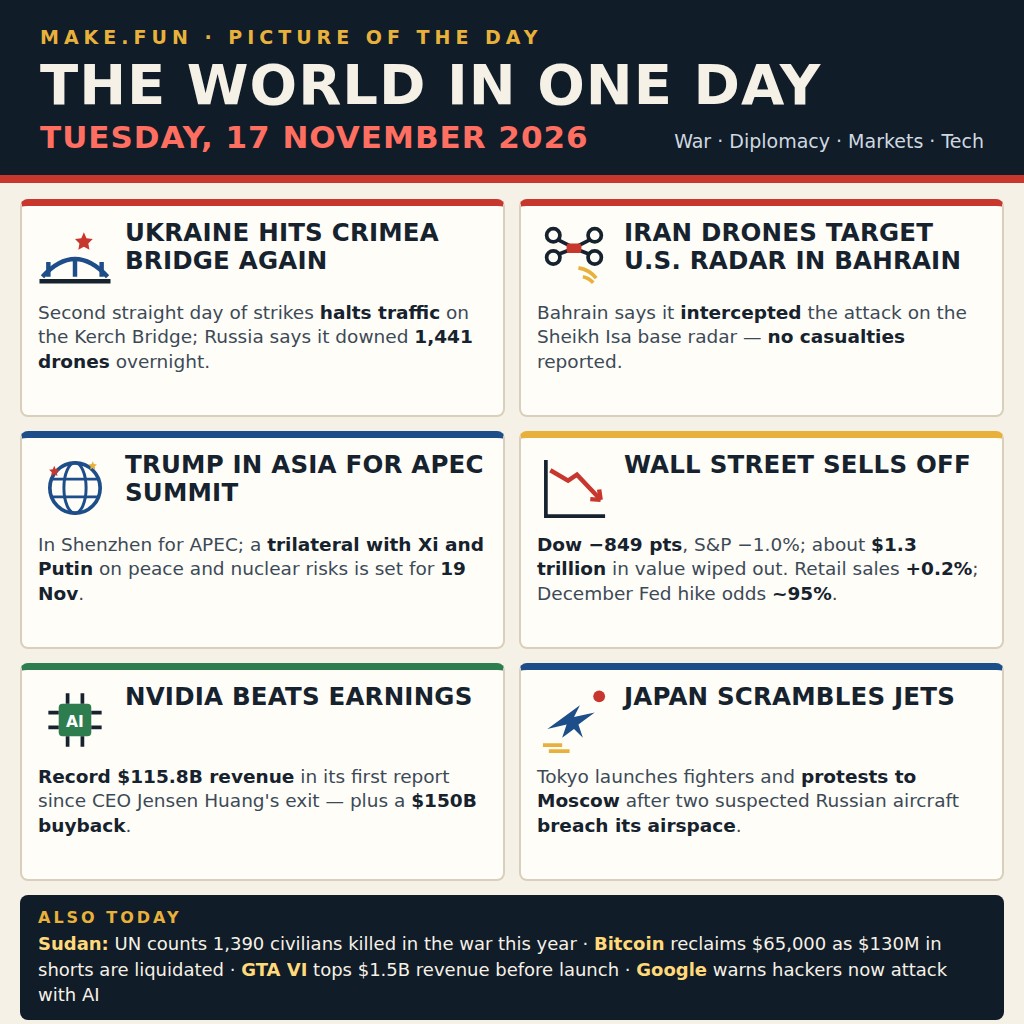 MAKE.FUN · PICTURE OF THE DAY
THE WORLD IN ONE DAY
TUESDAY, 17 NOVEMBER 2026
War · Diplomacy · Markets · Tech
UKRAINE HITS CRIMEA
BRIDGE AGAIN
Second straight day of strikes halts traffic on
the Kerch Bridge; Russia says it downed 1,441
drones overnight.
IRAN DRONES TARGET
U.S. RADAR IN BAHRAIN
Bahrain says it intercepted the attack on the
Sheikh Isa base radar — no casualties
reported.
TRUMP IN ASIA FOR APEC
SUMMIT
In Shenzhen for APEC; a trilateral with Xi and
Putin on peace and nuclear risks is set for 19
Nov.
WALL STREET SELLS OFF
Dow −849 pts, S&P −1.0%; about $1.3
trillion in value wiped out. Retail sales +0.2%;
December Fed hike odds ~95%.
AI
NVIDIA BEATS EARNINGS
Record $115.8B revenue in its first report
since CEO Jensen Huang's exit — plus a $150B
buyback.
JAPAN SCRAMBLES JETS
Tokyo launches fighters and protests to
Moscow after two suspected Russian aircraft
breach its airspace.
ALSO TODAY
Sudan: UN counts 1,390 civilians killed in the war this year · Bitcoin reclaims $65,000 as $130M in
shorts are liquidated · GTA VI tops $1.5B revenue before launch · Google warns hackers now attack
with AI